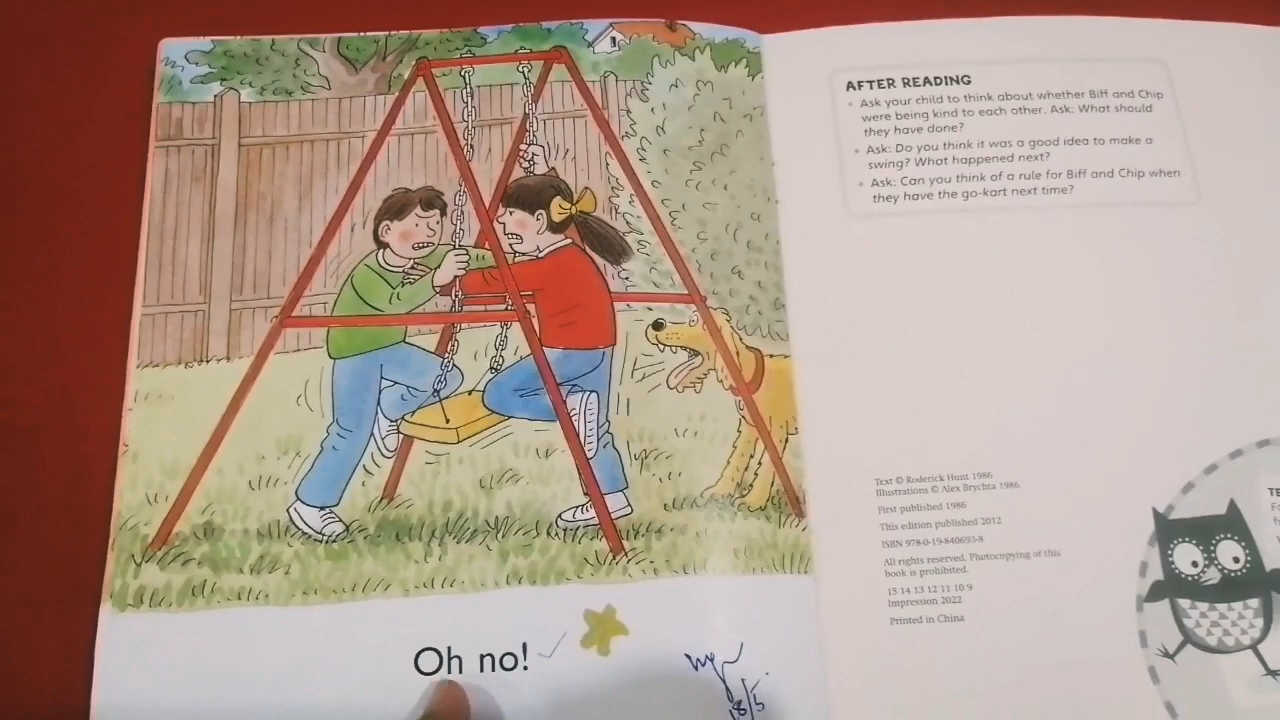 Oh no!
18/5
AFTER READING
• Ask your child to think about whether Biff and Chip
were being kind to each other. Ask: What should
they have done?
• Ask: Do you think it was a good idea to make a
swing? What happened next?
• Ask: Can you think of a rule for Biff and Chip when
they have the go-kart next time?
Text © Roderick Hunt 1986
Illustrations © Alex Brychta 1986
First published 1986
This edition published 2012
ISBN 978-0-19-840693-8
All rights reserved. Photocopying of this
book is prohibited.
15 14 13 12 11 10 9
Impression 2022
Printed in China